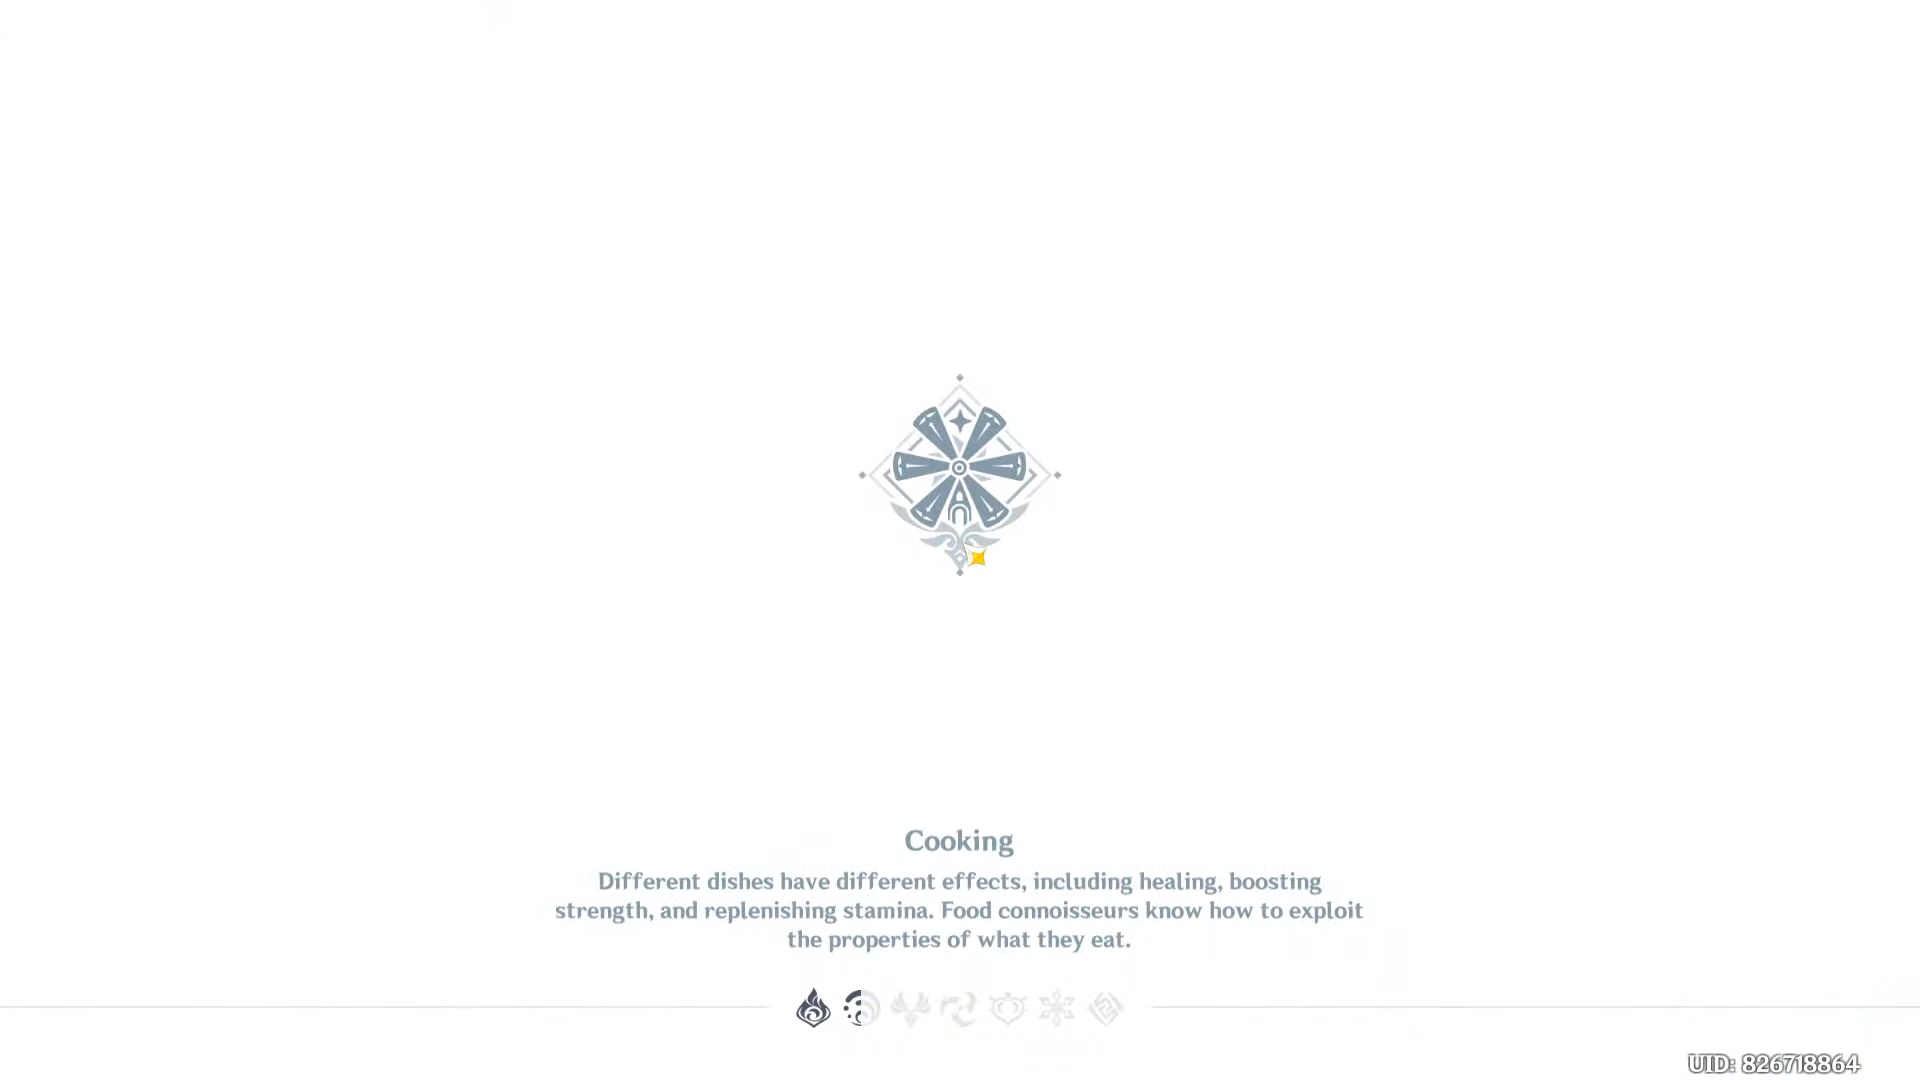 Cooking
Different dishes have different effects, including healing, boosting
strength, and replenishing stamina. Food connoisseurs know how to exploit
the properties of what they eat.
UID: 826718864